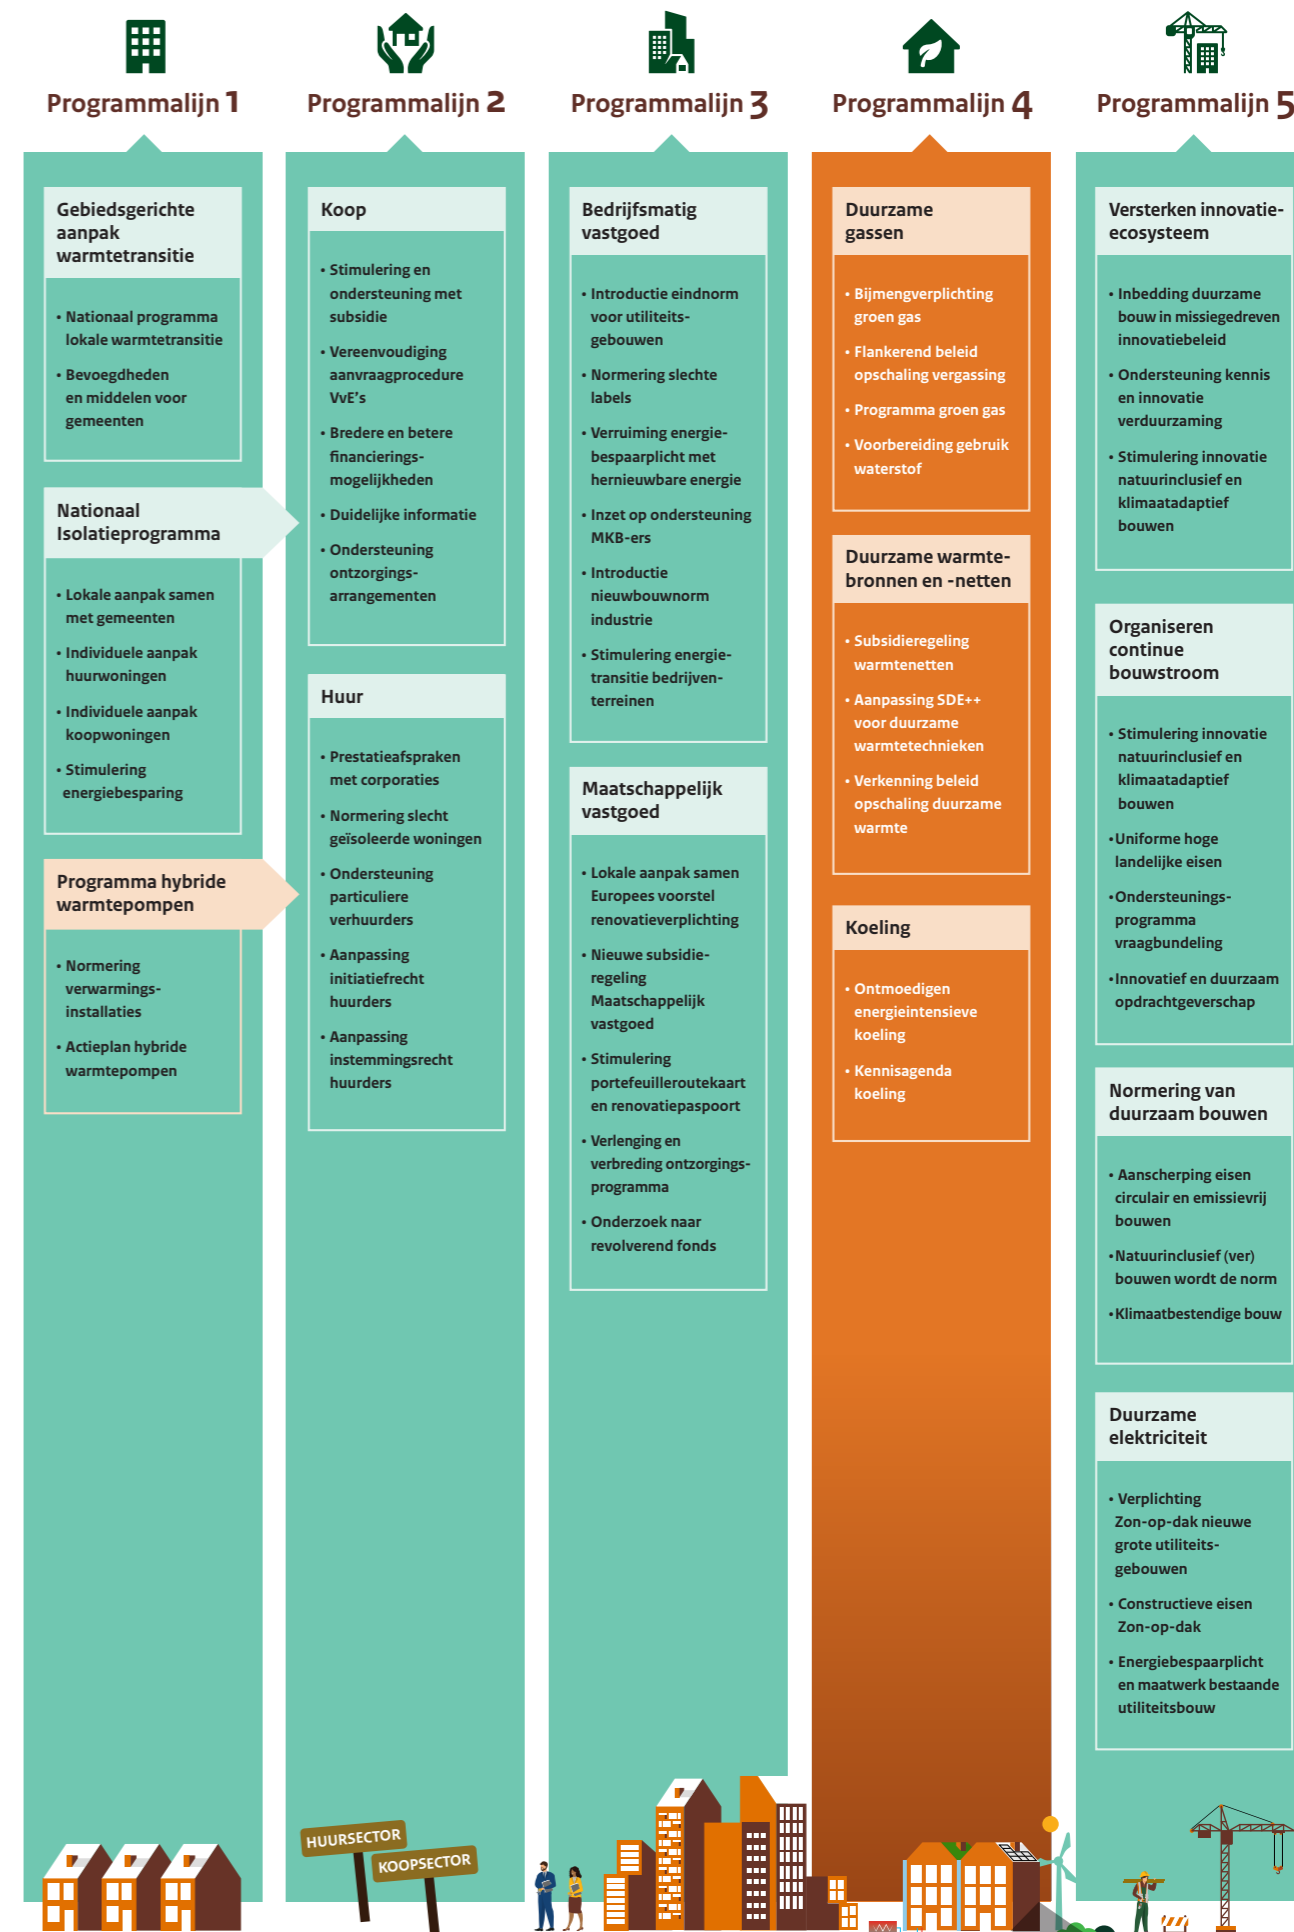 Programmalijn 1
Gebiedsgerichte
aanpak
warmtetransitie
• Nationaal programma
lokale warmtetransitie
• Bevoegdheden
en middelen voor
gemeenten
Nationaal
Isolatieprogramma
• Lokale aanpak samen
met gemeenten
• Individuele aanpak
huurwoningen
• Individuele aanpak
koopwoningen
• Stimulering
energiebesparing
Programma hybride
warmtepompen
• Normering
verwarmings-
installaties
• Actieplan hybride
warmtepompen
Programmalijn 2
Koop
• Stimulering en
ondersteuning met
subsidie
• Vereenvoudiging
aanvraagprocedure
VvE's
• Bredere en betere
financierings-
mogelijkheden
• Duidelijke informatie
• Ondersteuning
ontzorgings-
arrangementen
Huur
• Prestatieafspraken
met corporaties
• Normering slecht
geïsoleerde woningen
• Ondersteuning
particuliere
verhuurders
• Aanpassing
initiatiefrecht
huurders
• Aanpassing
instemmingsrecht
huurders
HUURSECTOR
KOOPSECTOR
Programmalijn 3
Bedrijfsmatig
vastgoed
• Introductie eindnorm
voor utiliteits-
gebouwen
• Normering slechte
labels
• Verruiming energie-
bespaarplicht met
hernieuwbare energie
• Inzet op ondersteuning
MKB-ers
• Introductie
nieuwbouwnorm
industrie
• Stimulering energie-
transitie bedrijven-
terreinen
Maatschappelijk
vastgoed
• Lokale aanpak samen
Europees voorstel
renovatieverplichting
• Nieuwe subsidie-
regeling
Maatschappelijk
vastgoed
• Stimulering
portefeuilleroutekaart
en renovatiepaspoort
• Verlenging en
verbreding ontzorgings-
programma
• Onderzoek naar
revolverend fonds
Programmalijn 4
Duurzame
gassen
• Bijmengverplichting
groen gas
• Flankerend beleid
opschaling vergassing
• Programma groen gas
• Voorbereiding gebruik
waterstof
Duurzame warmte-
bronnen en -netten
• Subsidieregeling
warmtenetten
• Aanpassing SDE++
voor duurzame
warmtetechnieken
• Verkenning beleid
opschaling duurzame
warmte
Koeling
• Ontmoedigen
energieintensieve
koeling
• Kennisagenda
koeling
Programmalijn 5
Versterken innovatie-
ecosysteem
• Inbedding duurzame
bouw in missiegedreven
innovatiebeleid
• Ondersteuning kennis
en innovatie
verduurzaming
• Stimulering innovatie
natuurinclusief en
klimaatadaptief
bouwen
Organiseren
continue
bouwstroom
• Stimulering innovatie
natuurinclusief en
klimaatadaptief
bouwen
•Uniforme hoge
landelijke eisen
•Ondersteunings-
programma
vraagbundeling
•Innovatief en duurzaam
opdrachtgeverschap
Normering van
duurzaam bouwen
• Aanscherping eisen
circulair en emissievrij
bouwen
•Natuurinclusief (ver)
bouwen wordt de norm
•Klimaatbestendige bouw
Duurzame
elektriciteit
• Verplichting
Zon-op-dak nieuwe
grote utiliteits-
gebouwen
• Constructieve eisen
Zon-op-dak
• Energiebespaarplicht
en maatwerk bestaande
utiliteitsbouw